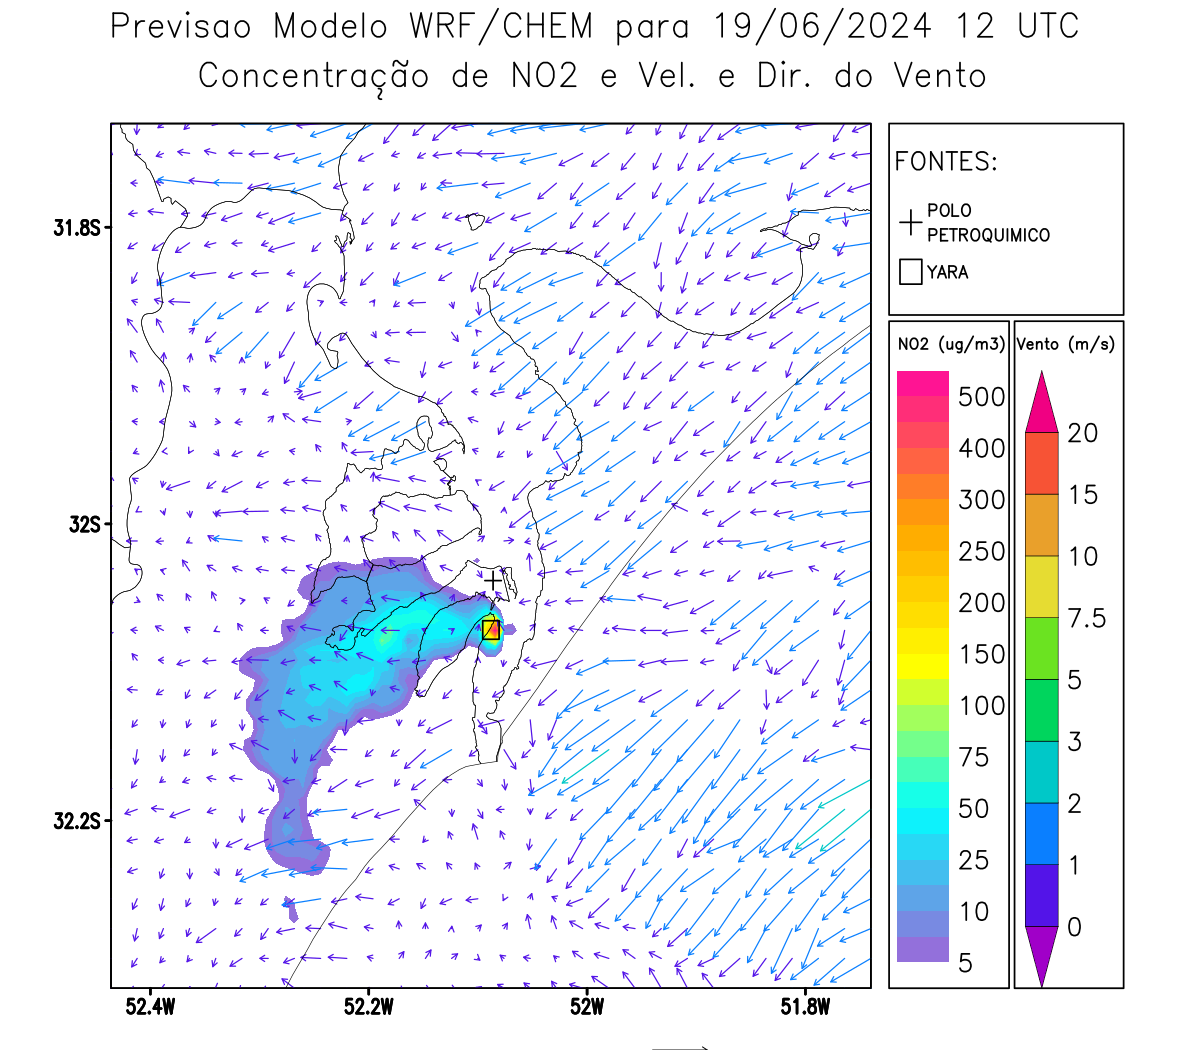 Previsao Modelo WRF/CHEM para 19/06/2024 12 UTC
Concentração de NO2 e Vel. e Dir. do Vento
FONTES:
POLO
PETROQUIMICO
YARA
NO2 (ug/m3)
500
400
300
250
200
150
100
75
50
25
10
5
Vento (m/s)
20
15
10
7.5
5
3
2
1
0
31.8S
32S
32.2S
52.4W
52.2W
52W
51.8W